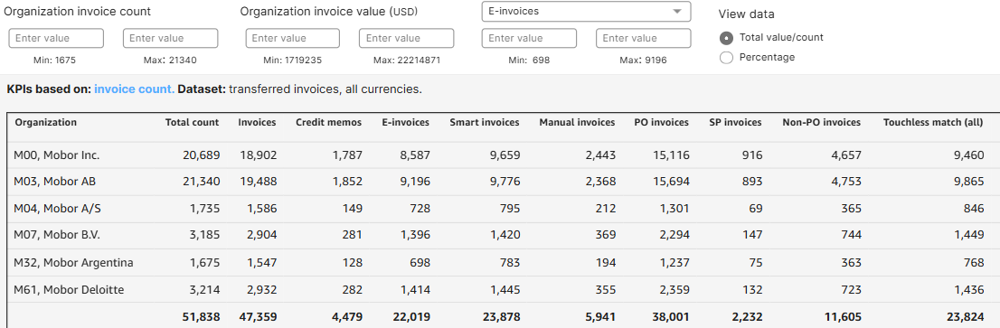 Organization invoice count Organization invoice value (USD) E-invoices View data
Enter value Enter value Enter value Enter value Enter value Enter value Total value/count
Min: 1675 Max: 21340 Min: 1719235 Max: 22214871 Min: 698 Max: 9196 Percentage
KPIs based on: invoice count. Dataset: transferred invoices, all currencies.
Organization Total count Invoices Credit memos E-invoices Smart invoices Manual invoices PO invoices SP invoices Non-PO invoices Touchless match (all)
M00, Mobor Inc. 20,689 18,902 1,787 8,587 9,659 2,443 15,116 916 4,657 9,460
M03, Mobor AB 21,340 19,488 1,852 9,196 9,776 2,368 15,694 893 4,753 9,865
M04, Mobor A/S 1,735 1,586 149 728 795 212 1,301 69 365 846
M07, Mobor B.V. 3,185 2,904 281 1,396 1,420 369 2,294 147 744 1,449
M32, Mobor Argentina 1,675 1,547 128 698 783 194 1,237 75 363 768
M61, Mobor Deloitte 3,214 2,932 282 1,414 1,445 355 2,359 132 723 1,436
51,838 47,359 4,479 22,019 23,878 5,941 38,001 2,232 11,605 23,824